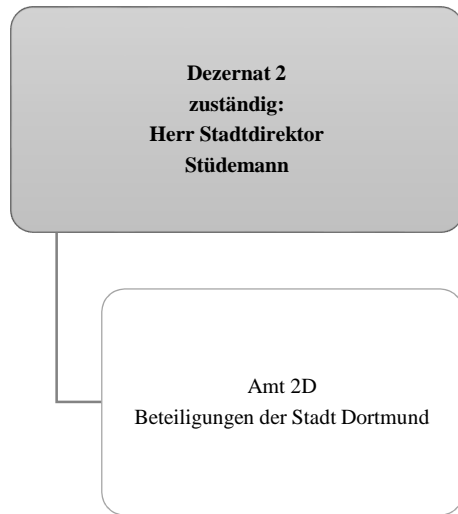 Dezernat 2
zuständig:
Herr Stadtdirektor
Stüdemann
Amt 2D
Beteiligungen der Stadt Dortmund